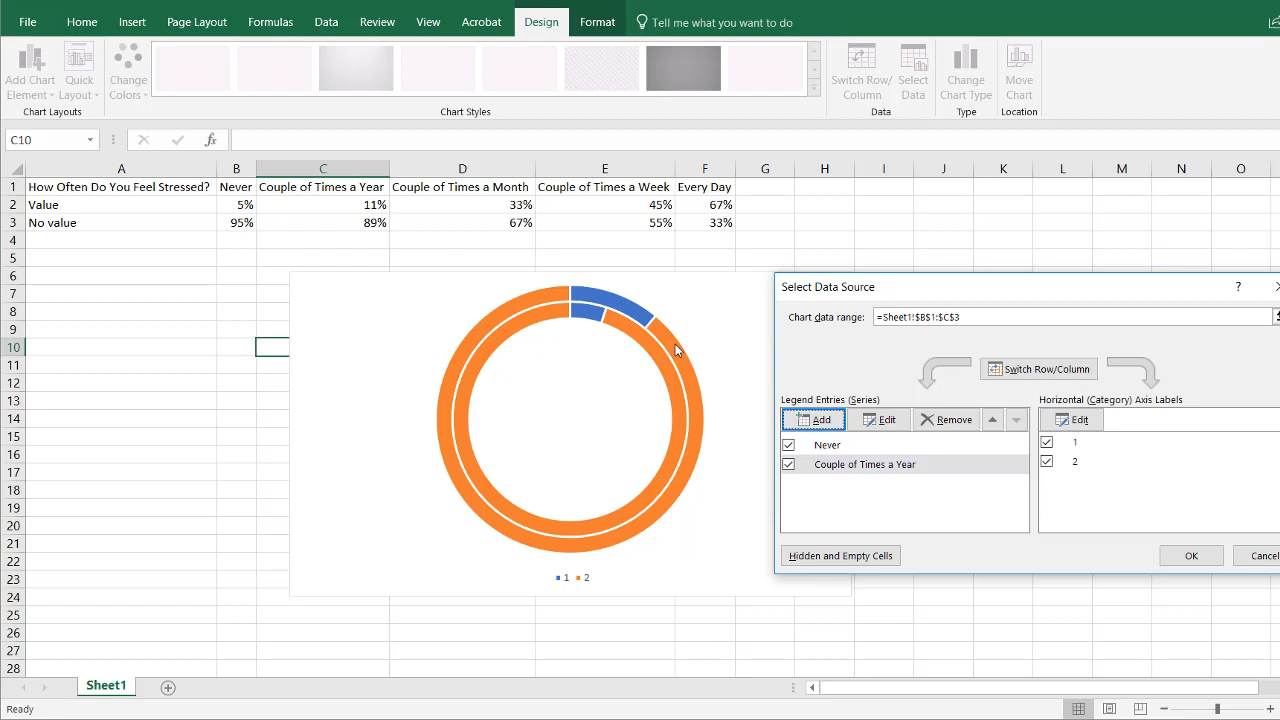 File Home Insert Page Layout Formulas Data Review View Acrobat Design Format Tell me what you want to do
Add Chart Element
Quick Layout
Change Colors
Switch Row/ Column
Select Data
Change Chart Type
Move Chart
Chart Layouts Chart Styles Data Type Location
C10 fx
A B C D E F G H I J K L M N O
1 How Often Do You Feel Stressed? Never Couple of Times a Year Couple of Times a Month Couple of Times a Week Every Day
2 Value 5% 11% 33% 45% 67%
3 No value 95% 89% 67% 55% 33%
4
5
6
7
8
9
10
11
12
13
14
15
16
17
18
19
20
21
22
23
24
25
26
27
28
1 2
Select Data Source ?
Chart data range: =Sheet1!$B$1:$C$3
Switch Row/Column
Legend Entries (Series) Horizontal (Category) Axis Labels
Add Edit Remove Edit
Never 1
Couple of Times a Year 2
Hidden and Empty Cells OK Cancel
Sheet1
Ready